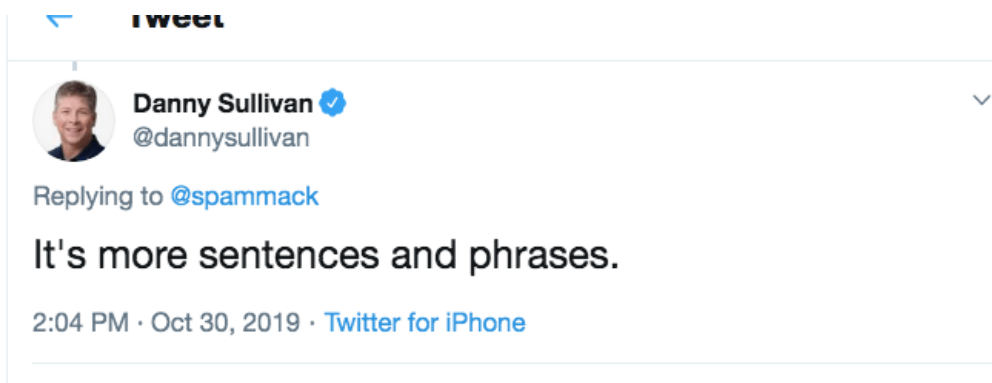 Tweet
Danny Sullivan
@dannysullivan
Replying to @spammack
It's more sentences and phrases.
2:04 PM · Oct 30, 2019 · Twitter for iPhone